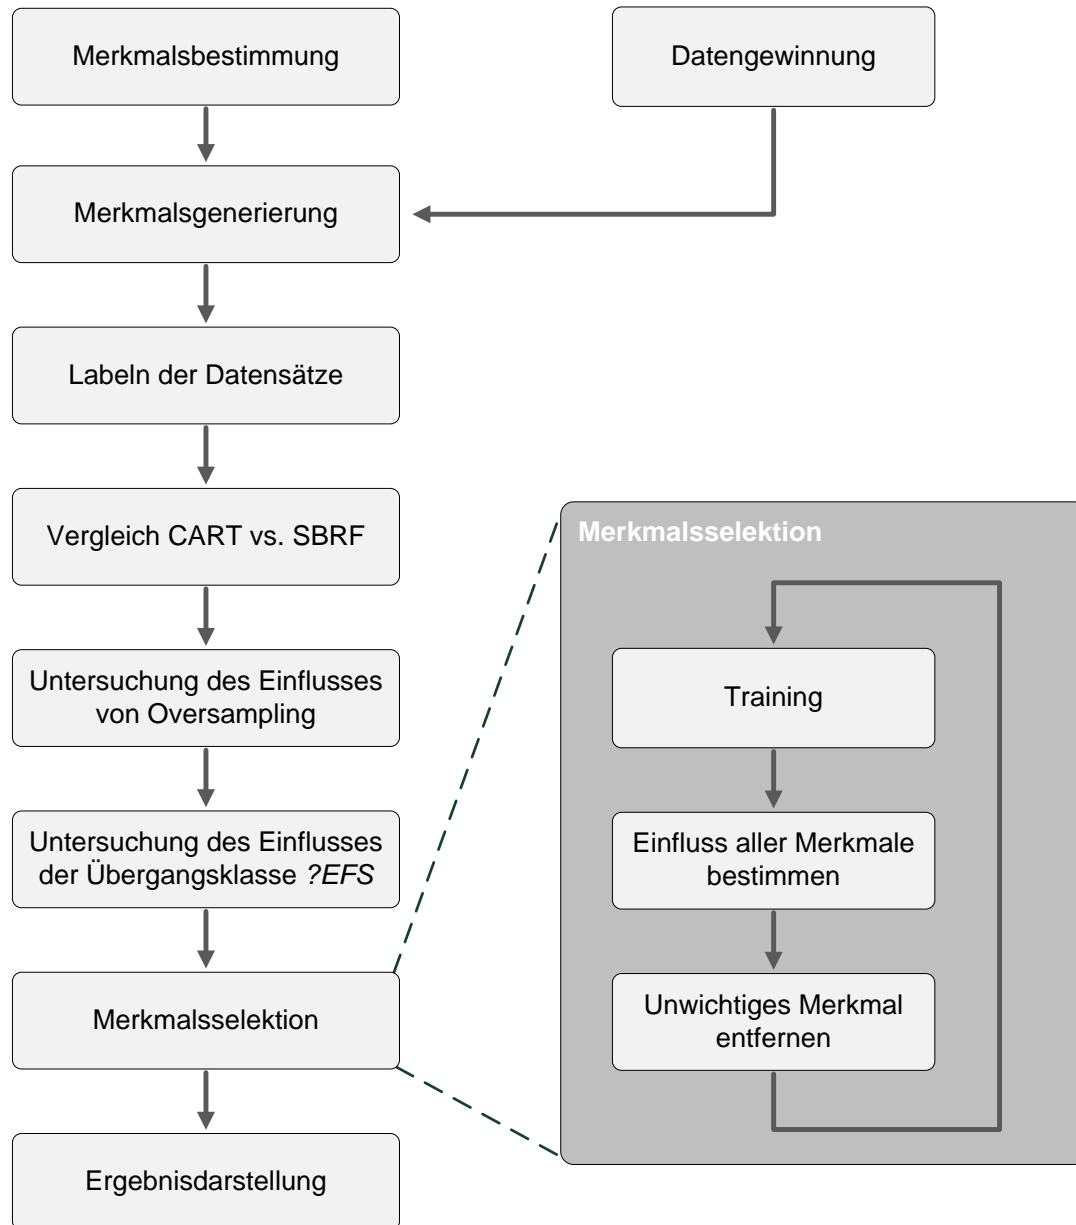 Merkmalsbestimmung
Datengewinnung
Merkmalsgenerierung
Labeln der Datensätze
Vergleich CART vs. SBRF
Untersuchung des Einflusses
von Oversampling
Untersuchung des Einflusses
der Übergangsklasse ?EFS
Merkmalsselektion
Ergebnisdarstellung
Merkmalsselektion
Training
Einfluss aller Merkmale
bestimmen
Unwichtiges Merkmal
entfernen